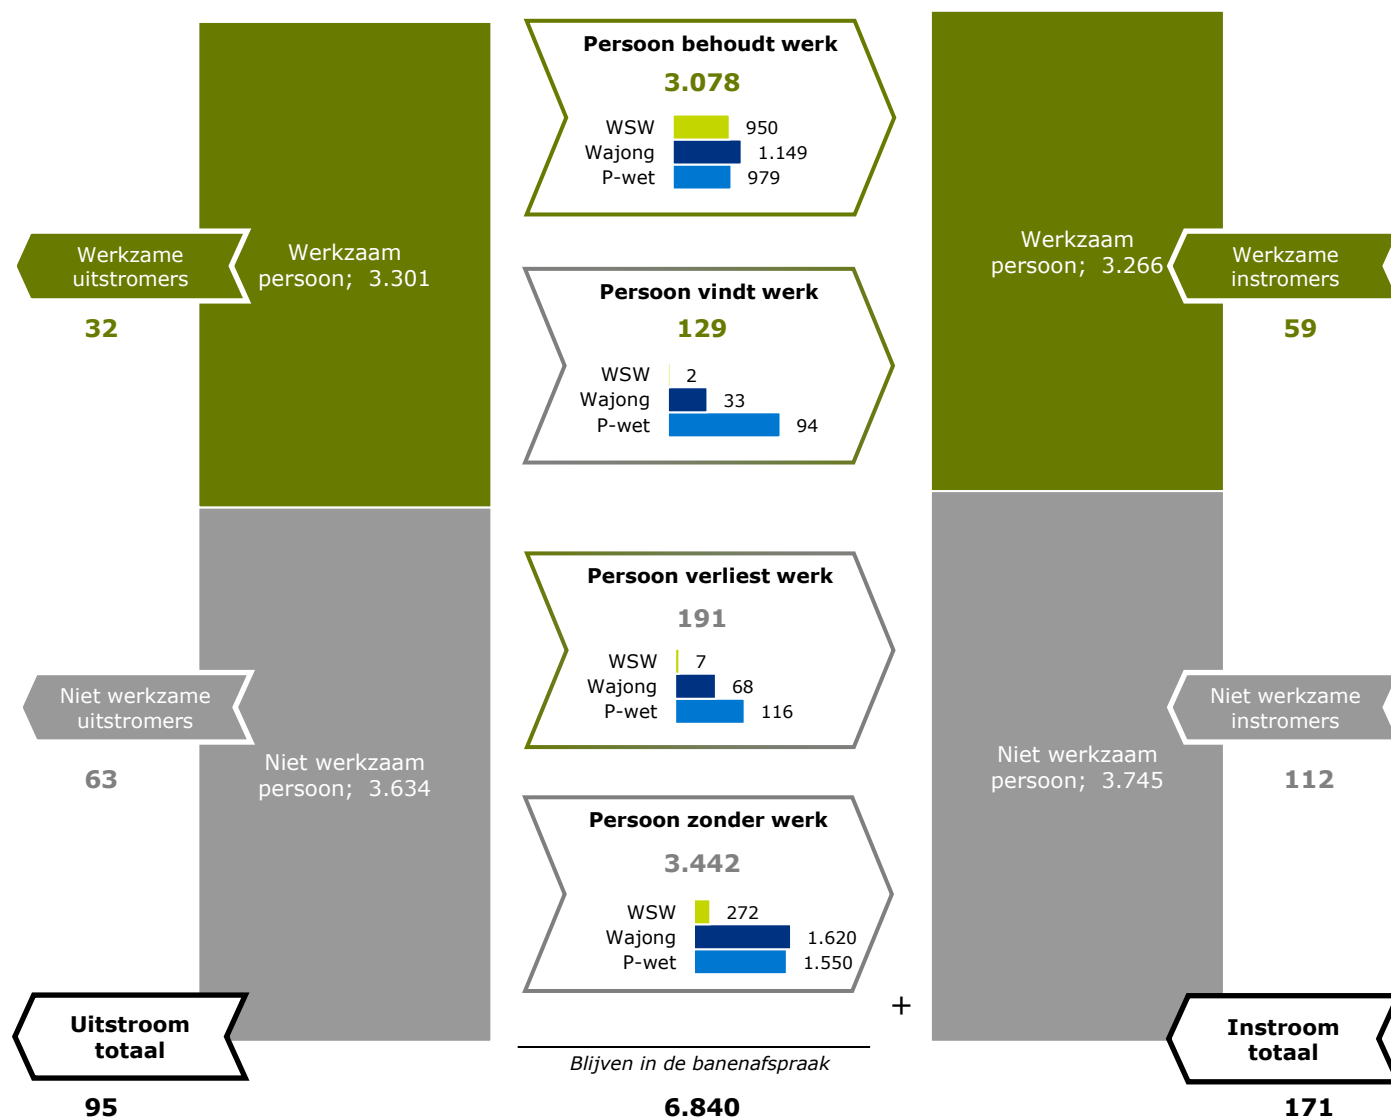 Werkzame
uitstromers
32
Werkzaam
persoon; 3.301
Niet werkzame
uitstromers
63
Niet werkzaam
persoon; 3.634
Uitstroom
totaal
95
Persoon behoudt werk
3.078
WSW 950
Wajong 1.149
P-wet 979
Persoon vindt werk
129
WSW 2
Wajong 33
P-wet 94
Persoon verliest werk
191
WSW 7
Wajong 68
P-wet 116
Persoon zonder werk
3.442
WSW 272
Wajong 1.620
P-wet 1.550
+
Blijven in de banenafspraak
6.840
Werkzaam
persoon; 3.266
Werkzame
instromers
59
Niet werkzaam
persoon; 3.745
Niet werkzame
instromers
112
Instroom
totaal
171